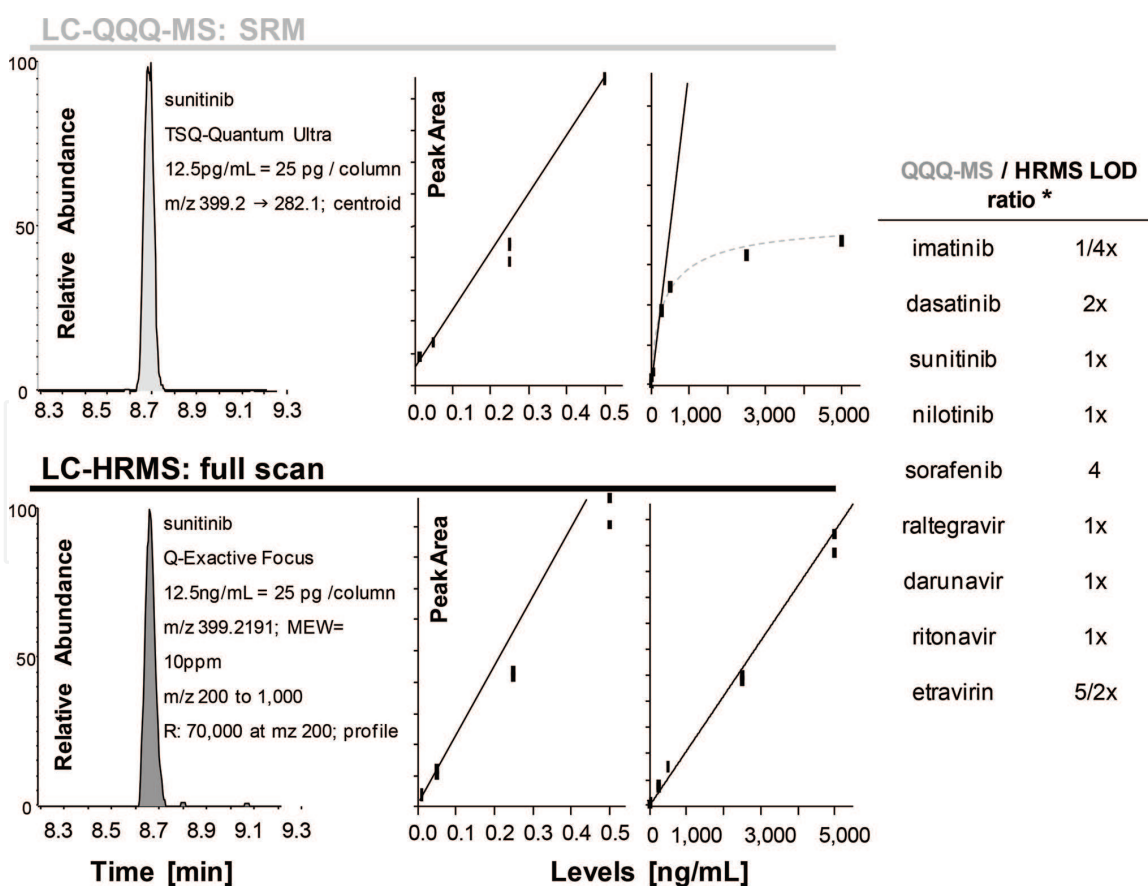 LC-QQQ-MS: SRM
100
50
0
Relative Abundance
sunitinib
TSQ-Quantum Ultra
12.5pg/mL = 25 pg / column
m/z 399.2 → 282.1; centroid
8.3 8.5 8.7 8.9 9.1 9.3
Peak Area
0.0 0.1 0.2 0.3 0.4 0.5
0 1,000 3,000 5,000
LC-HRMS: full scan
100
50
0
Relative Abundance
sunitinib
Q-Exactive Focus
12.5ng/mL = 25 pg /column
m/z 399.2191; MEW=
10ppm
m/z 200 to 1,000
R: 70,000 at mz 200; profile
8.3 8.5 8.7 8.9 9.1 9.3
Time [min]
Peak Area
0.0 0.1 0.2 0.3 0.4 0.5
0 1,000 3,000 5,000
Levels [ng/mL]
QQQ-MS / HRMS LOD
ratio *
imatinib 1/4x
dasatinib 2x
sunitinib 1x
nilotinib 1x
sorafenib 4
raltegravir 1x
darunavir 1x
ritonavir 1x
etravirin 5/2x